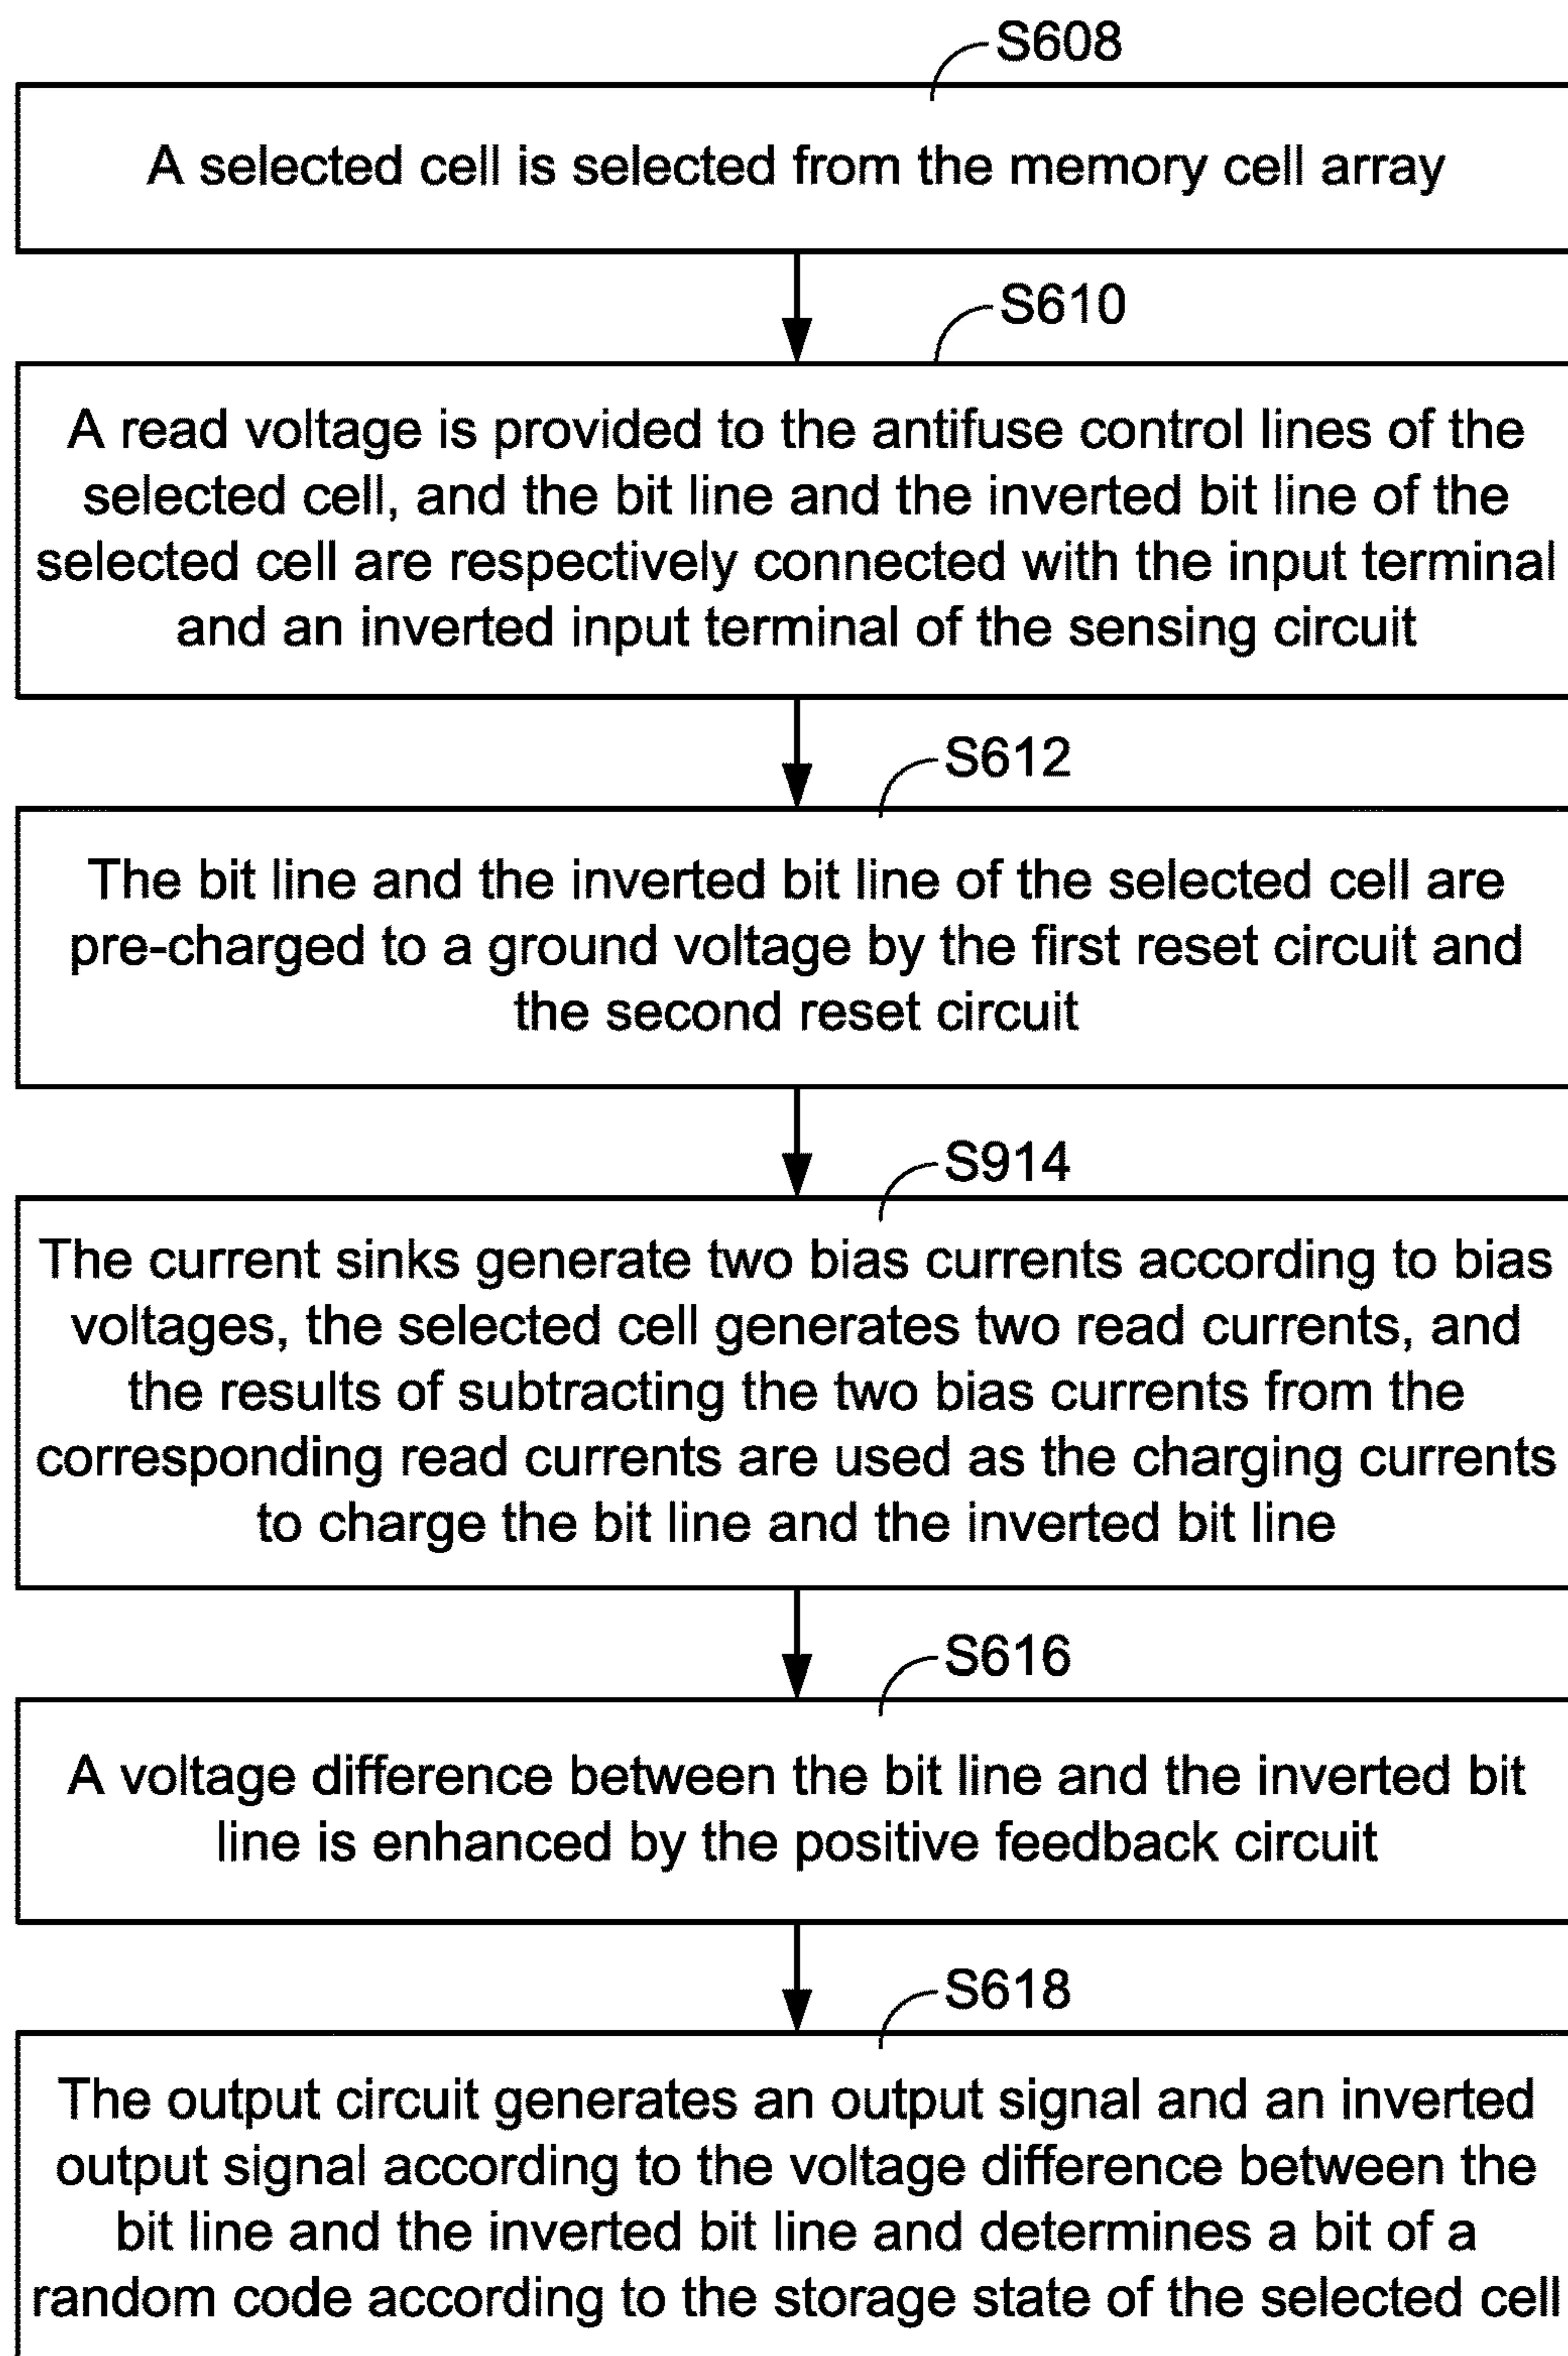 S608
A selected cell is selected from the memory cell array
S610
A read voltage is provided to the antifuse control lines of the
selected cell, and the bit line and the inverted bit line of the
selected cell are respectively connected with the input terminal
and an inverted input terminal of the sensing circuit
S612
The bit line and the inverted bit line of the selected cell are
pre-charged to a ground voltage by the first reset circuit and
the second reset circuit
S914
The current sinks generate two bias currents according to bias
voltages, the selected cell generates two read currents, and
the results of subtracting the two bias currents from the
corresponding read currents are used as the charging currents
to charge the bit line and the inverted bit line
S616
A voltage difference between the bit line and the inverted bit
line is enhanced by the positive feedback circuit
S618
The output circuit generates an output signal and an inverted
output signal according to the voltage difference between the
bit line and the inverted bit line and determines a bit of a
random code according to the storage state of the selected cell